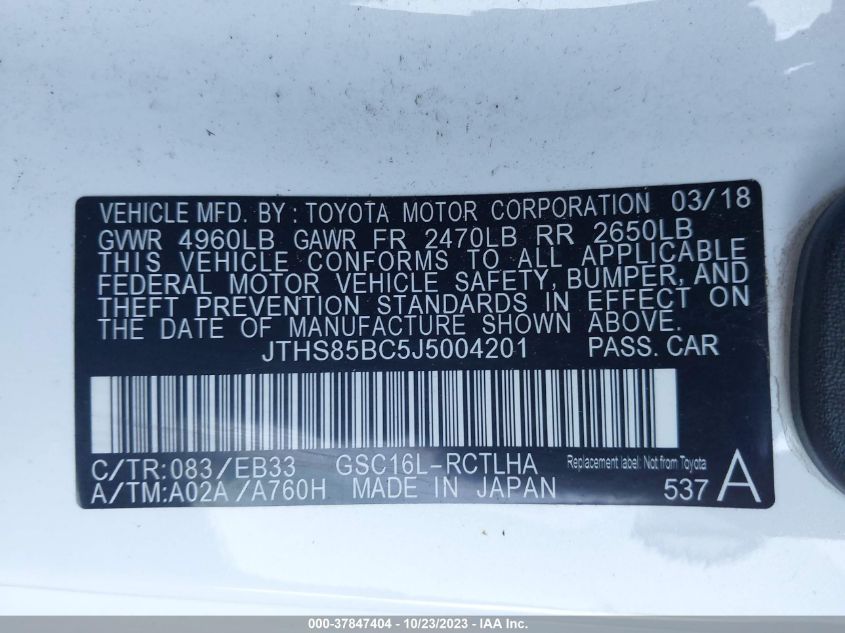 VEHICLE MFD. BY : TOYOTA MOTOR CORPORATION 03/18
GVWR 4960LB GAWR FR 2470LB RR 2650LB
THIS VEHICLE CONFORMS TO ALL APPLICABLE
FEDERAL MOTOR VEHICLE SAFETY, BUMPER, AND
THEFT PREVENTION STANDARDS IN EFFECT ON
THE DATE OF MANUFACTURE SHOWN ABOVE.
JTHS85BC5J5004201 PASS. CAR
C/TR:083/EB33 GSC16L-RCTLHA Replacement label: Not from Toyota
A/TM:A02A /A760H MADE IN JAPAN 537 A
000-37847404 - 10/23/2023 - IAAI Inc.